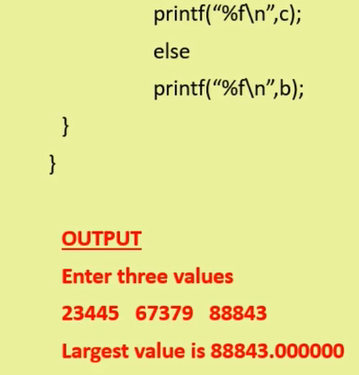 printf(“%f\n”,c);
else
printf(“%f\n”,b);
}
}
OUTPUT
Enter three values
23445 67379 88843
Largest value is 88843.000000